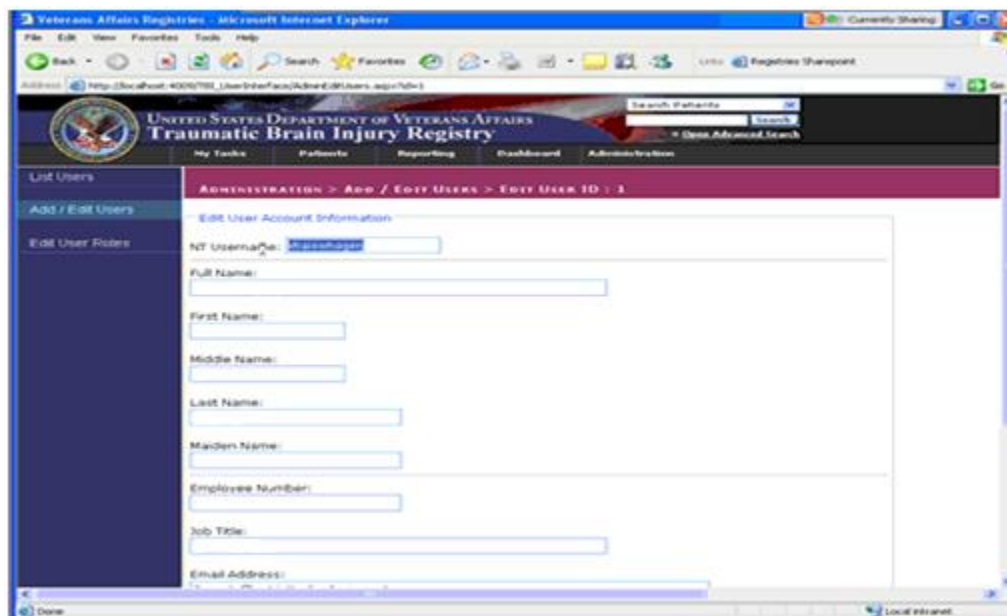 Veterans Affairs Registries - Microsoft Internet Explorer
Currently Sharing
File Edit View Favorites Tools Help
Back Search Favorites Links Registries Sharepoint
Address Go
UNITED STATES DEPARTMENT OF VETERANS AFFAIRS
Traumatic Brain Injury Registry
Search Patients
Search
Open Advanced Search
My Tasks Patients Reporting Dashboard Administration
List Users
Add / Edit Users
Edit User Roles
ADMINISTRATION > ADD / EDIT USERS > EDIT USER ID : 1
Edit User Account Information
NT Username:
Full Name:
First Name:
Middle Name:
Last Name:
Maiden Name:
Employee Number:
Job Title:
Email Address:
Done
Local intranet